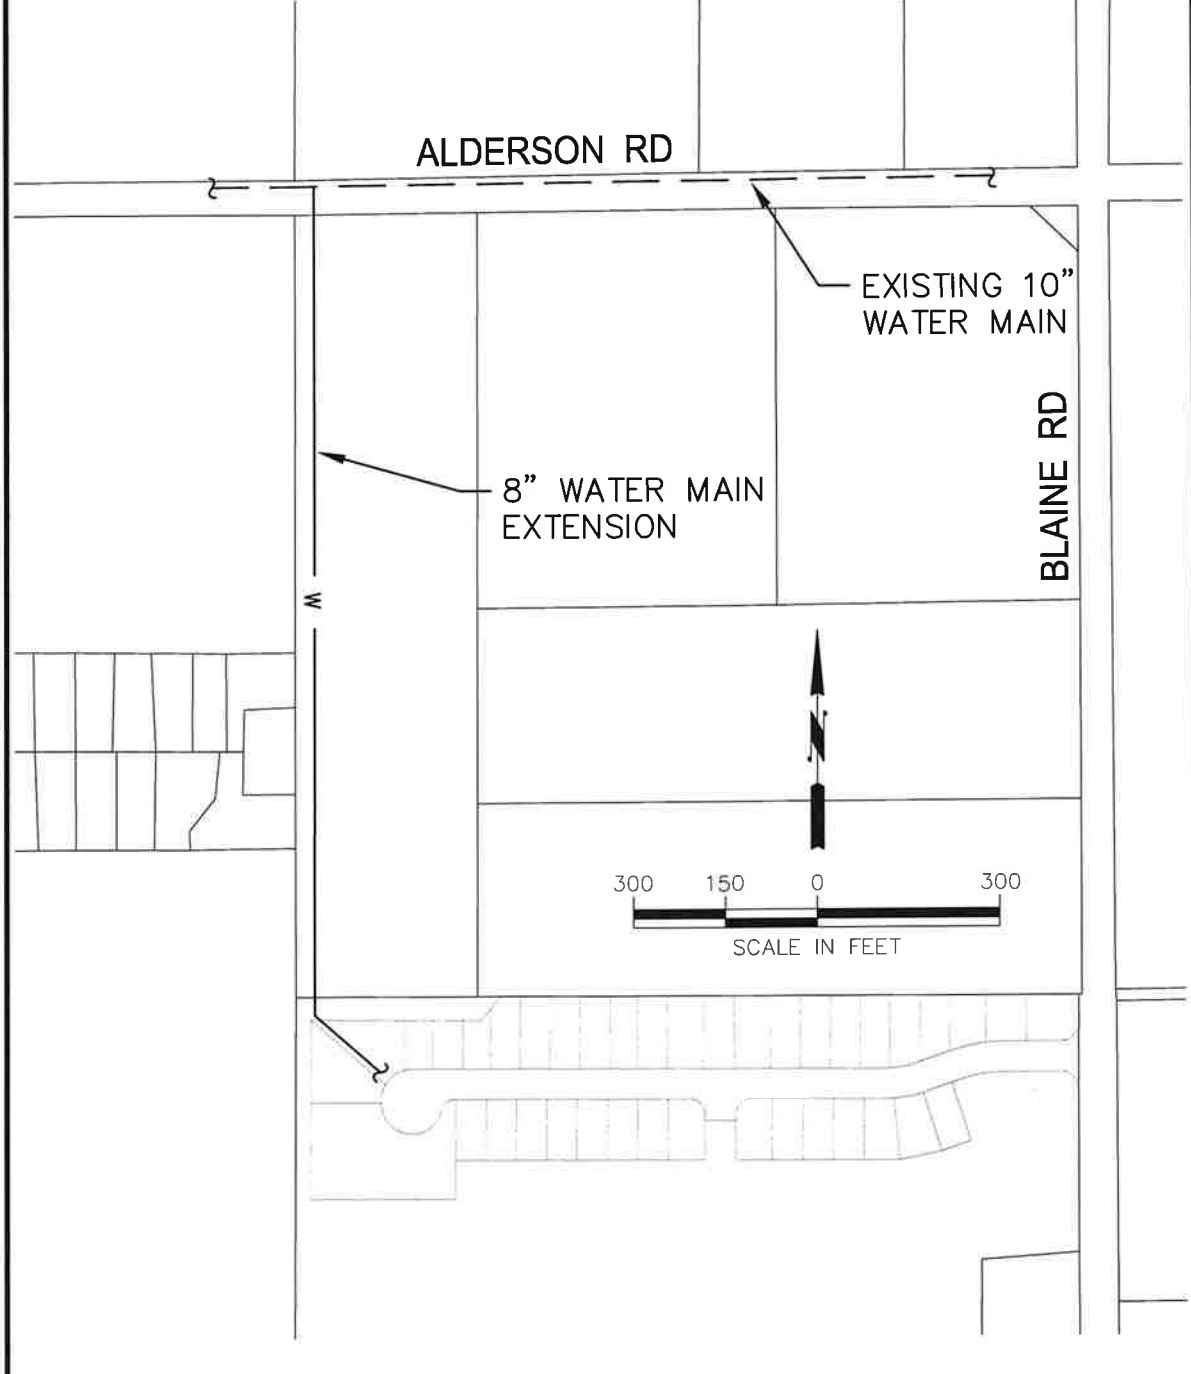 ALDERSON RD
EXISTING 10”
WATER MAIN
BLAINE RD
8” WATER MAIN
EXTENSION
W
N
300 150 0 300
SCALE IN FEET